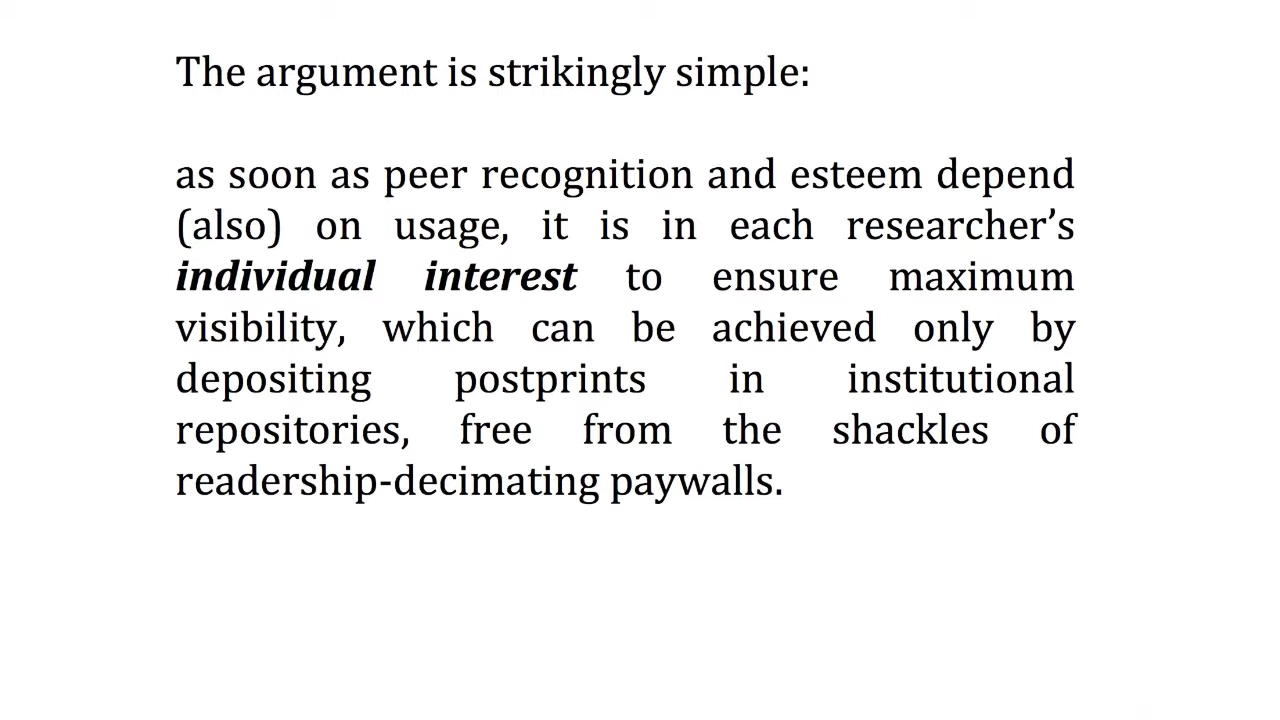 The argument is strikingly simple:
as soon as peer recognition and esteem depend
(also) on usage, it is in each researcher’s
individual interest to ensure maximum
visibility, which can be achieved only by
depositing postprints in institutional
repositories, free from the shackles of
readership-decimating paywalls.